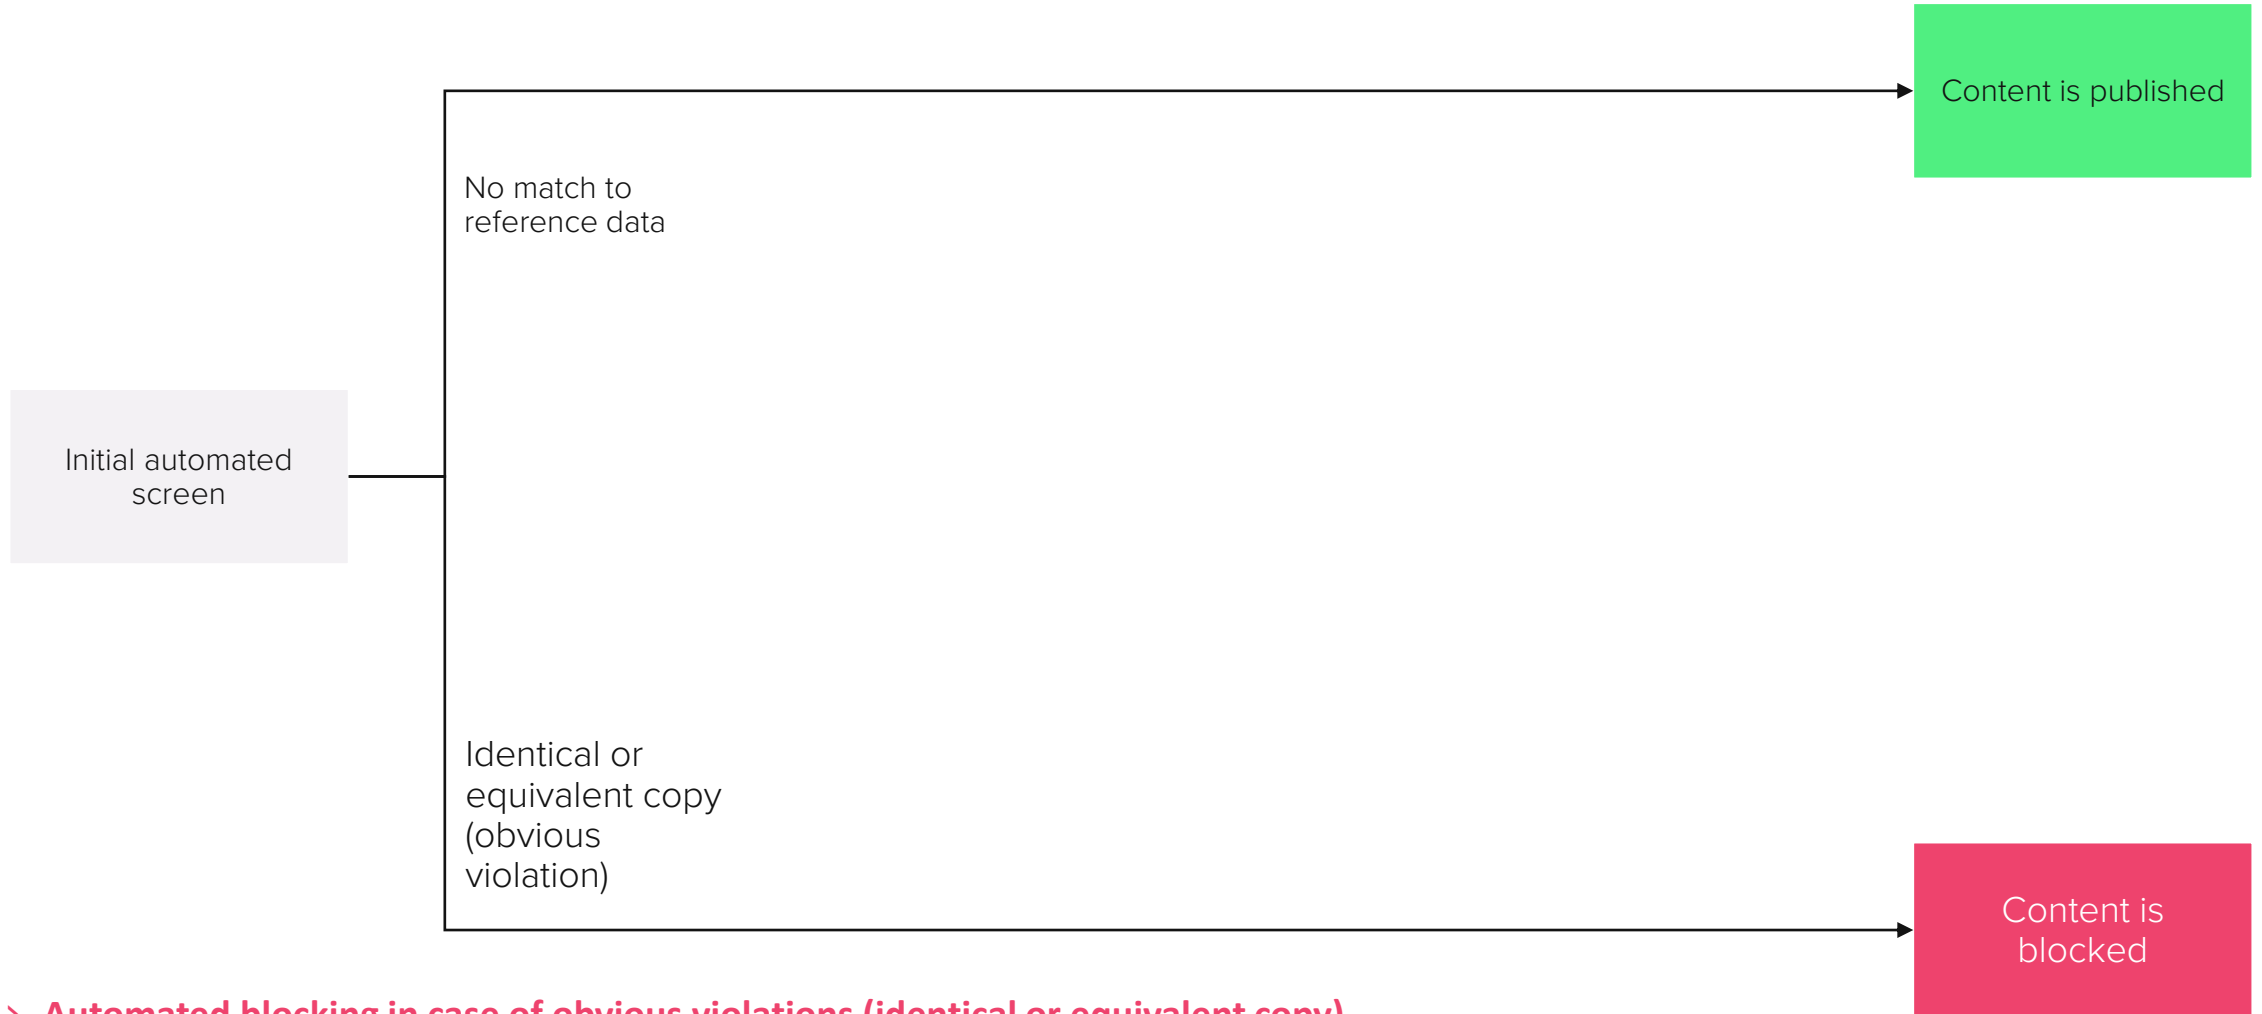 Content is published
No match to
reference data
Initial automated
screen
Identical or
equivalent copy
(obvious
violation)
Content is
blocked
> Automated blocking in case of obvious violations (identical or equivalent copy)